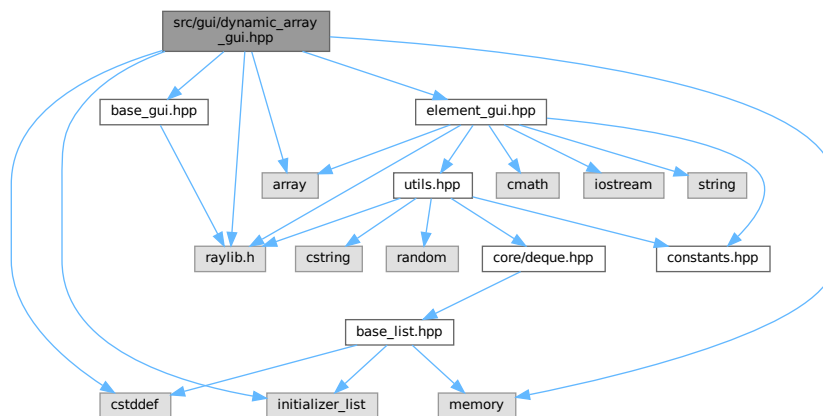 src/gui/dynamic_array
_gui.hpp
base_gui.hpp
element_gui.hpp
array
utils.hpp
cmath
iostream
string
raylib.h
cstring
random
core/deque.hpp
constants.hpp
base_list.hpp
cstddef
initializer_list
memory